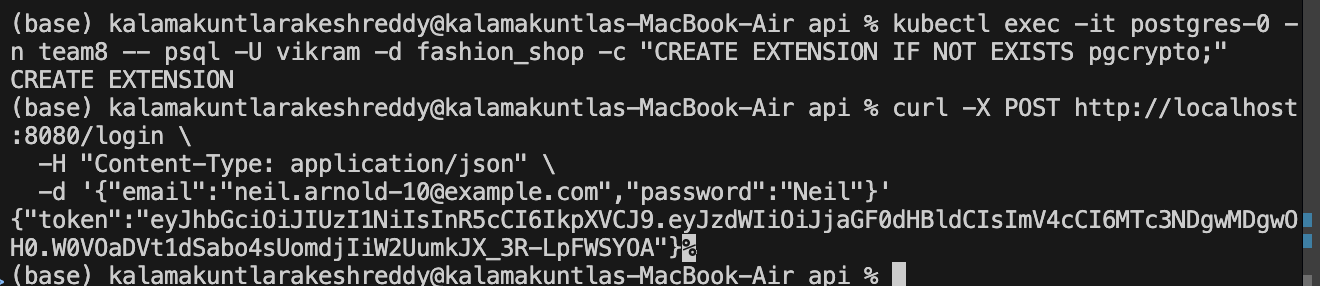 (base) kalamakuntlarakeshreddy@kalamakuntlas-MacBook-Air api % kubectl exec -it postgres-0 -
n team8 -- psql -U vikram -d fashion_shop -c "CREATE EXTENSION IF NOT EXISTS pgcrypto;"
CREATE EXTENSION
(base) kalamakuntlarakeshreddy@kalamakuntlas-MacBook-Air api % curl -X POST http://localhost
:8080/login \
  -H "Content-Type: application/json" \
  -d '{"email":"neil.arnold-10@example.com","password":"Neil"}'
{"token":"eyJhbGciOiJIUzI1NiIsInR5cCI6IkpXVCJ9.eyJzdWIiOiJjaGF0dHBldCIsImV4cCI6MTc3NDgwMDgwO
H0.W0VOaDVt1dSabo4sUomdjIiW2UumkJX_3R-LpFWSYOA"}%
(base) kalamakuntlarakeshreddy@kalamakuntlas-MacBook-Air api %